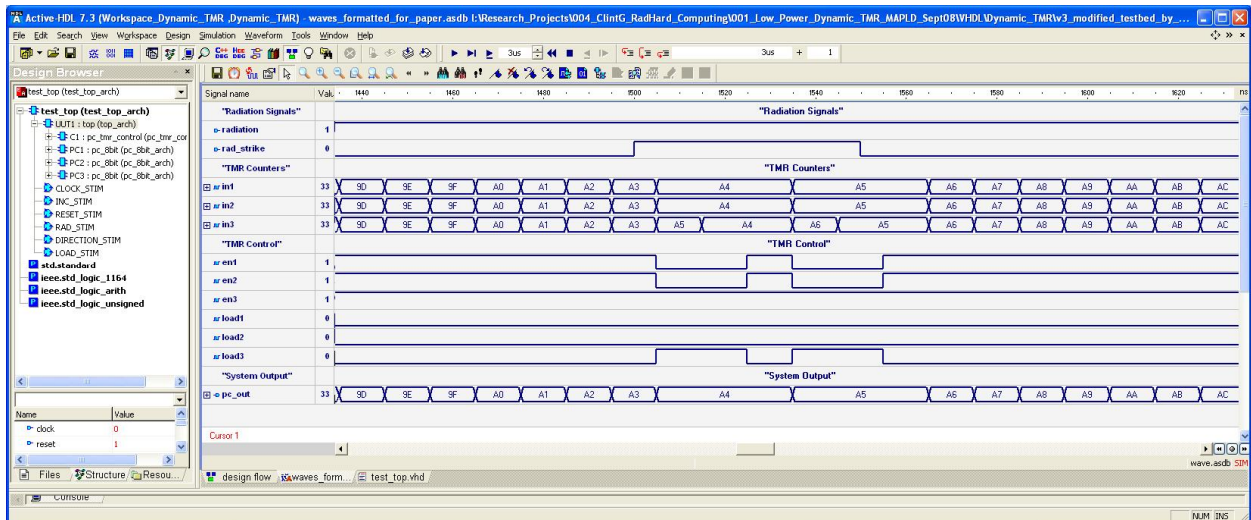 Active-HDL 7.3 (Workspace_Dynamic_TMR ,Dynamic_TMR) - waves_formatted_for_paper.asdb I:\Research_Projects\004_ClintG_RadHard_Computing\001_Low_Power_Dynamic_TMR_MAPLD_Sept08\VHDL\Dynamic_TMR\v3_modified_testbed_by_...
File Edit Search View Workspace Design Simulation Waveform Tools Window Help
3us 3us + 1
Design Browser
test_top (test_top_arch)
test_top (test_top_arch)
UUT1 : top (top_arch)
C1 : pc_tmr_control (pc_tmr_cor
PC1 : pc_8bit (pc_8bit_arch)
PC2 : pc_8bit (pc_8bit_arch)
PC3 : pc_8bit (pc_8bit_arch)
CLOCK_STIM
INC_STIM
RESET_STIM
RAD_STIM
DIRECTION_STIM
LOAD_STIM
std.standard
ieee.std_logic_1164
ieee.std_logic_arith
ieee.std_logic_unsigned
Name Value
clock 0
reset 1
Files Structure Resou...
Signal name Valu 1440 1460 1480 1500 1520 1540 1560 1580 1600 1620 ns
"Radiation Signals" "Radiation Signals"
radiation 1
rad_strike 0
"TMR Counters" "TMR Counters"
in1 33 9D 9E 9F A0 A1 A2 A3 A4 A5 A6 A7 A8 A9 AA AB AC
in2 33 9D 9E 9F A0 A1 A2 A3 A4 A5 A6 A7 A8 A9 AA AB AC
in3 33 9D 9E 9F A0 A1 A2 A3 A5 A4 A6 A5 A6 A7 A8 A9 AA AB AC
"TMR Control" "TMR Control"
en1 1
en2 1
en3 1
load1 0
load2 0
load3 0
"System Output" "System Output"
pc_out 33 9D 9E 9F A0 A1 A2 A3 A4 A5 A6 A7 A8 A9 AA AB AC
Cursor 1
wave.asdb SIM
design flow waves_form... test_top.vhd
Console
NUM INS